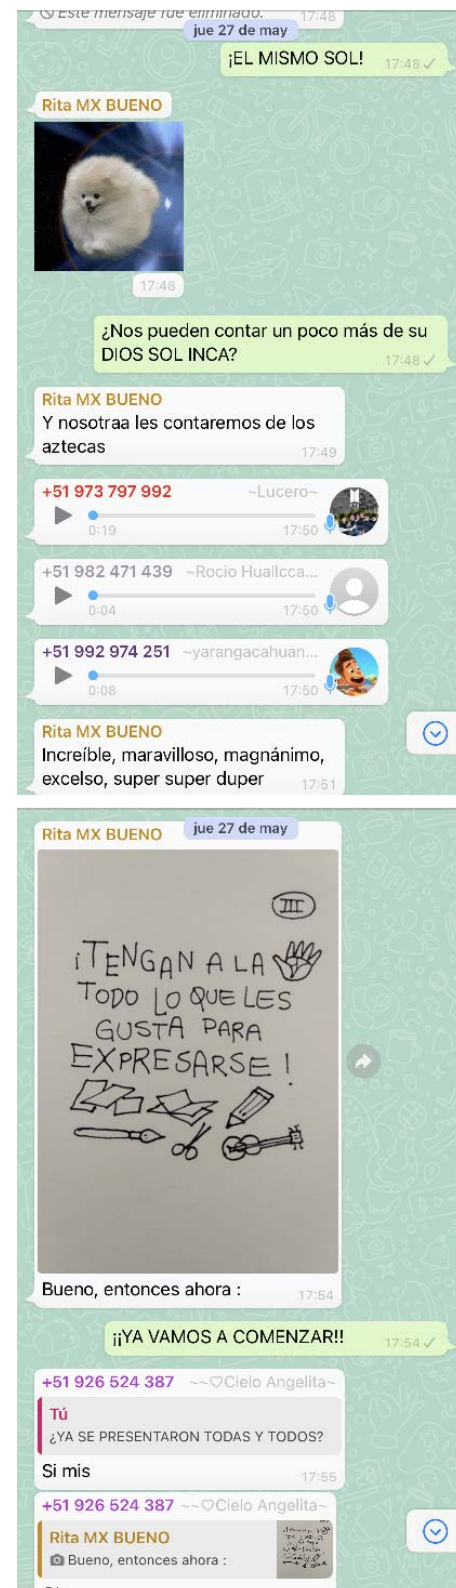 Este mensaje fue eliminado. 17:48
jue 27 de may
¡EL MISMO SOL! 17:48
Rita MX BUENO
17:48
¿Nos pueden contar un poco más de su
DIOS SOL INCA? 17:48
Rita MX BUENO
Y nosotraa les contaremos de los
aztecas 17:49
+51 973 797 992 ~Lucero~
0:19 17:50
+51 982 471 439 ~Rocio Huallcca...
0:04 17:50
+51 992 974 251 ~yarangacahuan...
0:08 17:50
Rita MX BUENO
Increíble, maravilloso, magnánimo,
excelso, super super duper 17:51
Rita MX BUENO
jue 27 de may
III
¡TENGAN A LA
TODO LO QUE LES
GUSTA PARA
EXPRESARSE!
Bueno, entonces ahora : 17:54
¡¡YA VAMOS A COMENZAR!! 17:54
+51 926 524 387 ~~♡Cielo Angelita~
Tú
¿YA SE PRESENTARON TODAS Y TODOS?
Si mis 17:55
+51 926 524 387 ~~♡Cielo Angelita~
Rita MX BUENO
Bueno, entonces ahora :